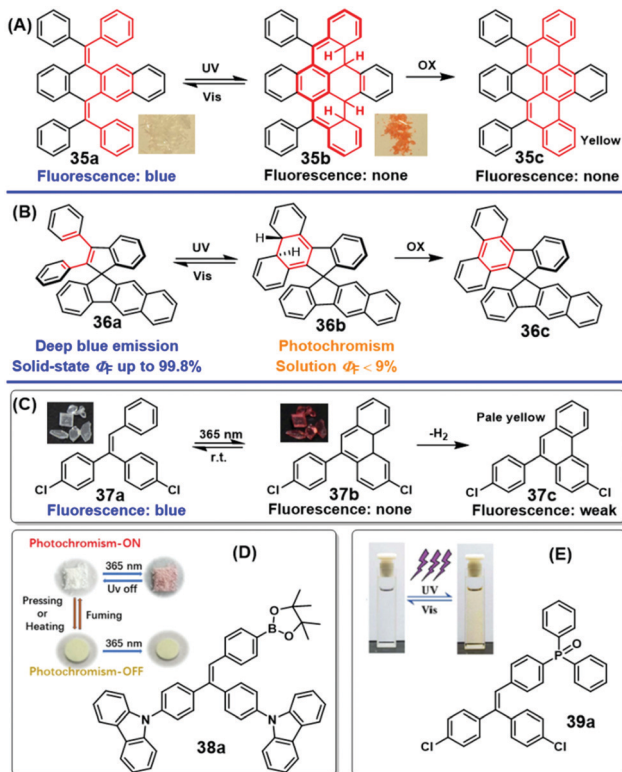 (A)
UV
Vis
OX
H H
H H
35a
35b
35c
Yellow
Fluorescence: blue
Fluorescence: none
Fluorescence: none
(B)
UV
Vis
OX
H
H
36a
36b
36c
Deep blue emission
Solid-state ΦF up to 99.8%
Photochromism
Solution ΦF < 9%
(C)
365 nm
r.t.
-H2
Pale yellow
Cl
Cl
37a
Cl
Cl
37b
Cl
Cl
37c
Fluorescence: blue
Fluorescence: none
Fluorescence: weak
Photochromism-ON
365 nm
Uv off
Pressing
or
Heating
Fuming
365 nm
Photochromism-OFF
(D)
O
B
O
N
N
38a
(E)
UV
Vis
P
O
Cl
Cl
39a